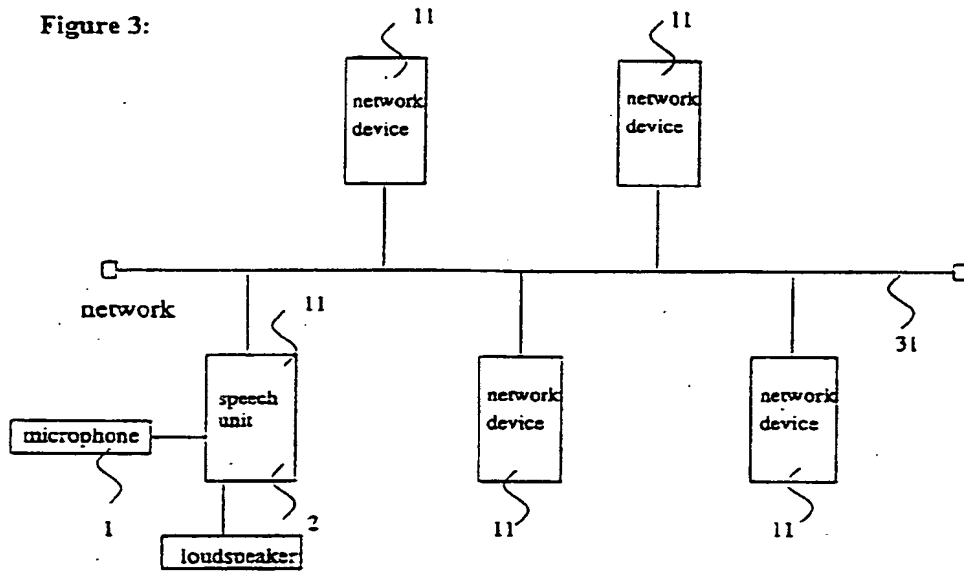 Figure 3:
11
11
network
device
network
device
network
11
31
speech
unit
network
device
network
device
microphone
1
2
11
11
loudspeaker